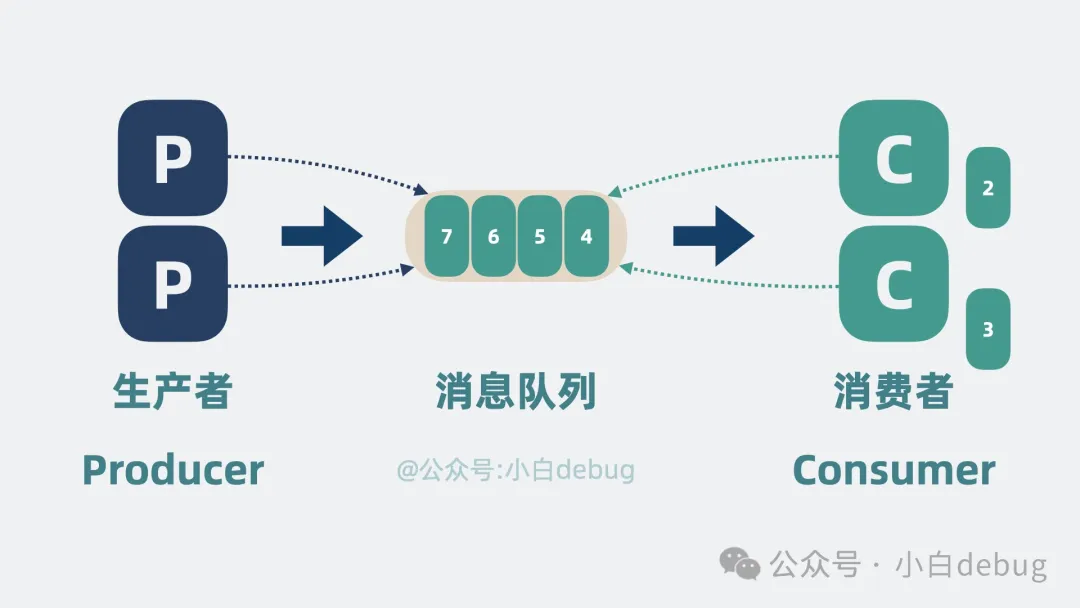 P
P
7 6 5 4
C
2
C
3
生产者
消息队列
消费者
Producer
@公众号:小白debug
Consumer
公众号 · 小白debug